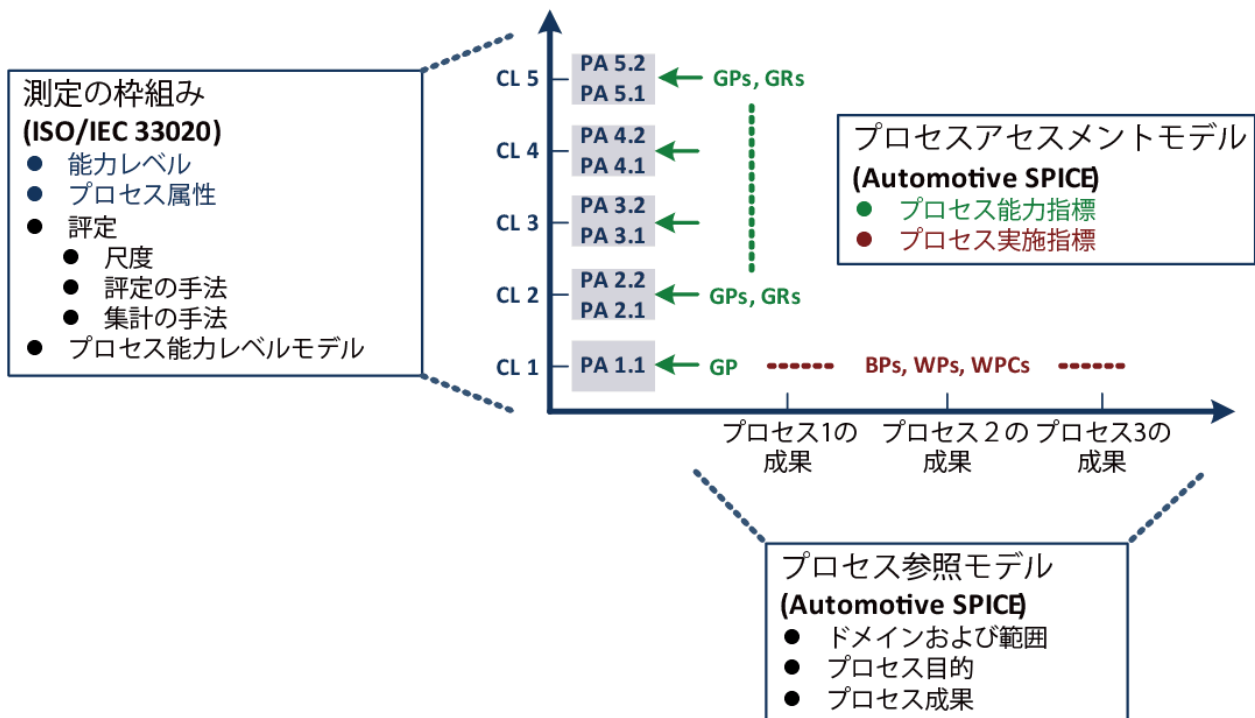 測定の枠組み
(ISO/IEC 33020)
● 能力レベル
● プロセス属性
● 評定
● 尺度
● 評定の手法
● 集計の手法
● プロセス能力レベルモデル
CL 5
PA 5.2
PA 5.1
GPs, GRs
CL 4
PA 4.2
PA 4.1
CL 3
PA 3.2
PA 3.1
CL 2
PA 2.2
PA 2.1
GPs, GRs
CL 1
PA 1.1
GP
BPs, WPs, WPCs
プロセスアセスメントモデル
(Automotive SPICE)
● プロセス能力指標
● プロセス実施指標
プロセス1の
成果
プロセス２の
成果
プロセス3の
成果
プロセス参照モデル
(Automotive SPICE)
● ドメインおよび範囲
● プロセス目的
● プロセス成果